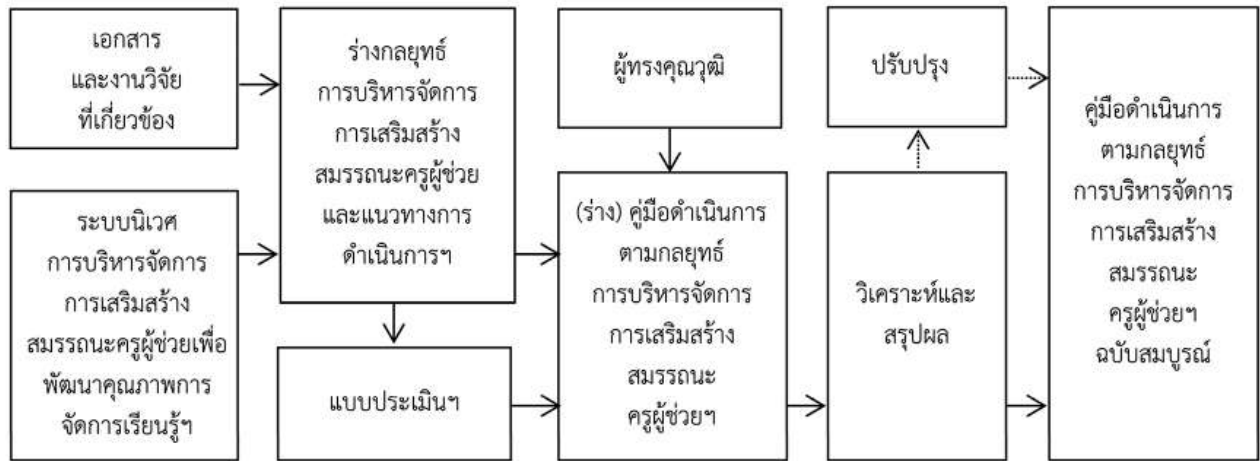 เอกสาร
และงานวิจัย
ที่เกี่ยวข้อง
ระบบนิเวศ
การบริหารจัดการ
การเสริมสร้าง
สมรรถนะครูผู้ช่วยเพื่อ
พัฒนาคุณภาพการ
จัดการเรียนรู้ฯ
ร่างกลยุทธ์
การบริหารจัดการ
การเสริมสร้าง
สมรรถนะครูผู้ช่วย
และแนวทางการ
ดำเนินการฯ
แบบประเมินฯ
ผู้ทรงคุณวุฒิ
(ร่าง) คู่มือดำเนินการ
ตามกลยุทธ์
การบริหารจัดการ
การเสริมสร้าง
สมรรถนะ
ครูผู้ช่วยฯ
ปรับปรุง
วิเคราะห์และ
สรุปผล
คู่มือดำเนินการ
ตามกลยุทธ์
การบริหารจัดการ
การเสริมสร้าง
สมรรถนะ
ครูผู้ช่วยฯ
ฉบับสมบูรณ์